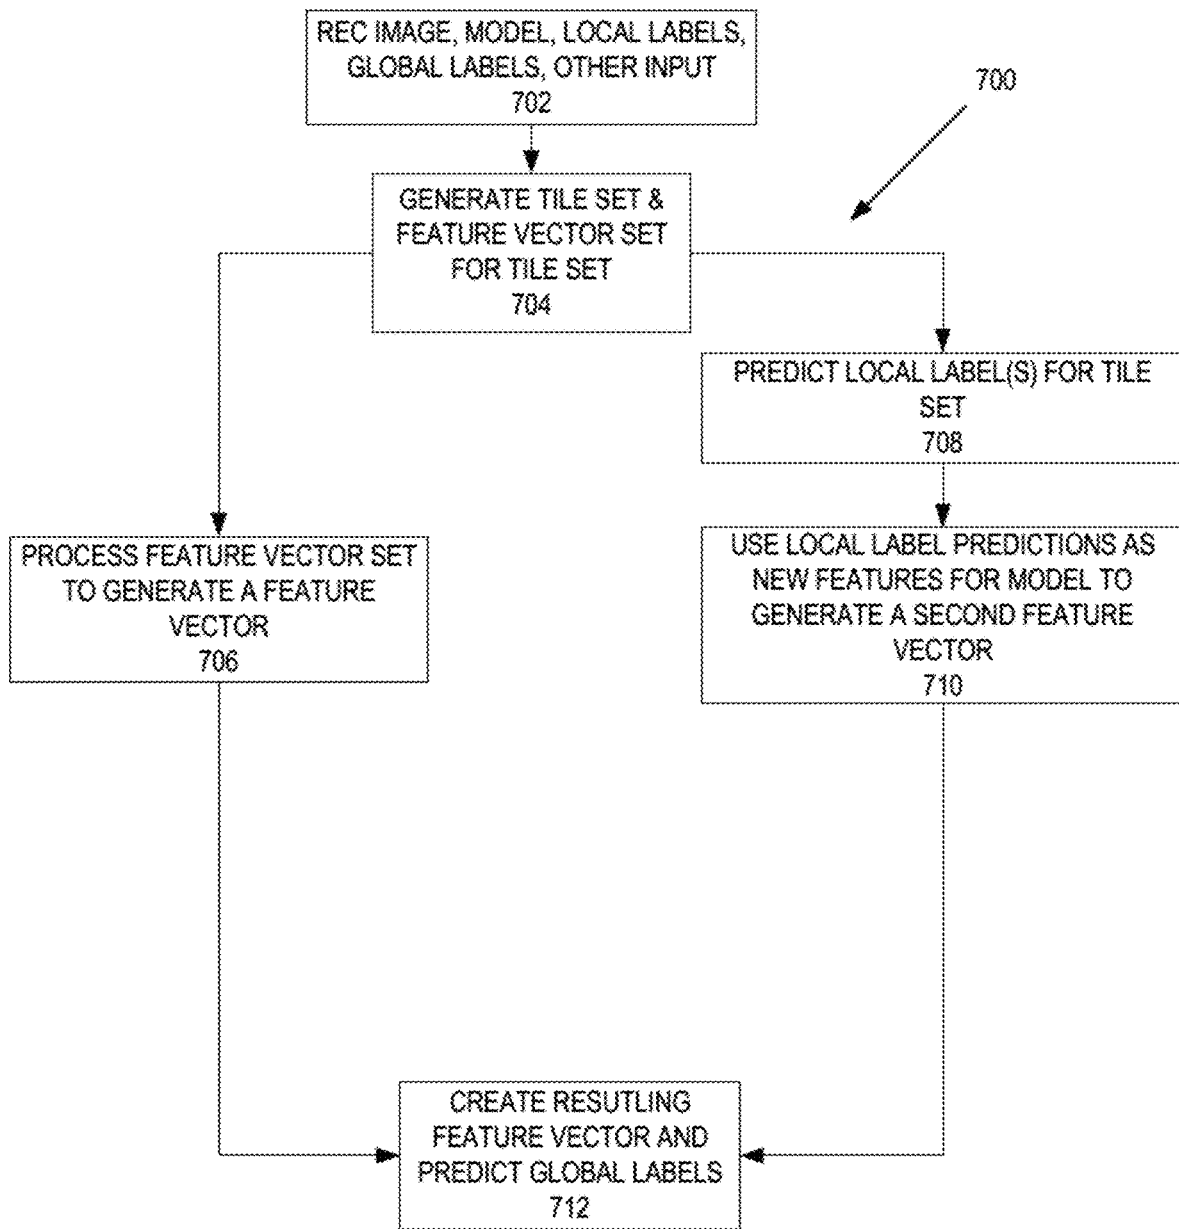 REC IMAGE, MODEL, LOCAL LABELS,
GLOBAL LABELS, OTHER INPUT
702
700
GENERATE TILE SET &
FEATURE VECTOR SET
FOR TILE SET
704
PREDICT LOCAL LABEL(S) FOR TILE
SET
708
PROCESS FEATURE VECTOR SET
TO GENERATE A FEATURE
VECTOR
706
USE LOCAL LABEL PREDICTIONS AS
NEW FEATURES FOR MODEL TO
GENERATE A SECOND FEATURE
VECTOR
710
CREATE RESUTLING
FEATURE VECTOR AND
PREDICT GLOBAL LABELS
712